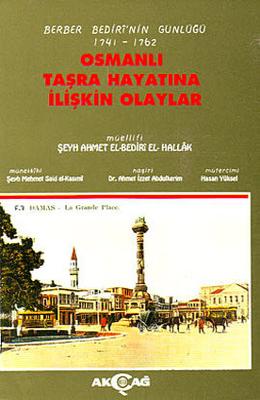 BERBER BEDİRÎ'NİN GÜNLÜĞÜ
1741 - 1762
OSMANLI
TAŞRA HAYATINA
İLİŞKİN OLAYLAR
müellifi
ŞEYH AHMET EL-BEDİRİ EL- HALLÂK
münekkîhi
Şeyh Mehmet Said el-Kasımî
naşiri
Dr. Ahmet İzzet Abdulkerim
mütercimi
Hasan Yüksel
DAMAS - La Grande Place.
AKÇAĞ